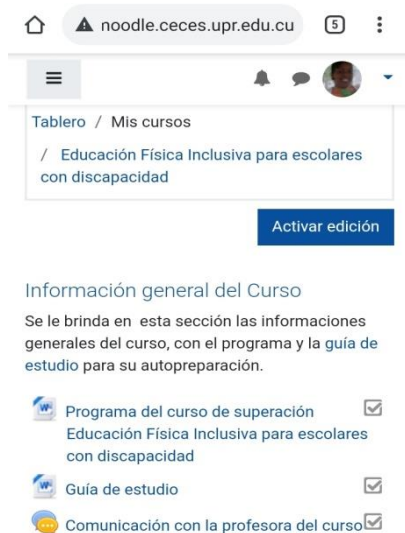 noodle.ceces.upr.edu.cu
5
Tablero / Mis cursos
/ Educación Física Inclusiva para escolares
con discapacidad
Activar edición
Información general del Curso
Se le brinda en esta sección las informaciones
generales del curso, con el programa y la guía de
estudio para su autopreparación.
Programa del curso de superación
Educación Física Inclusiva para escolares
con discapacidad
Guía de estudio
Comunicación con la profesora del curso